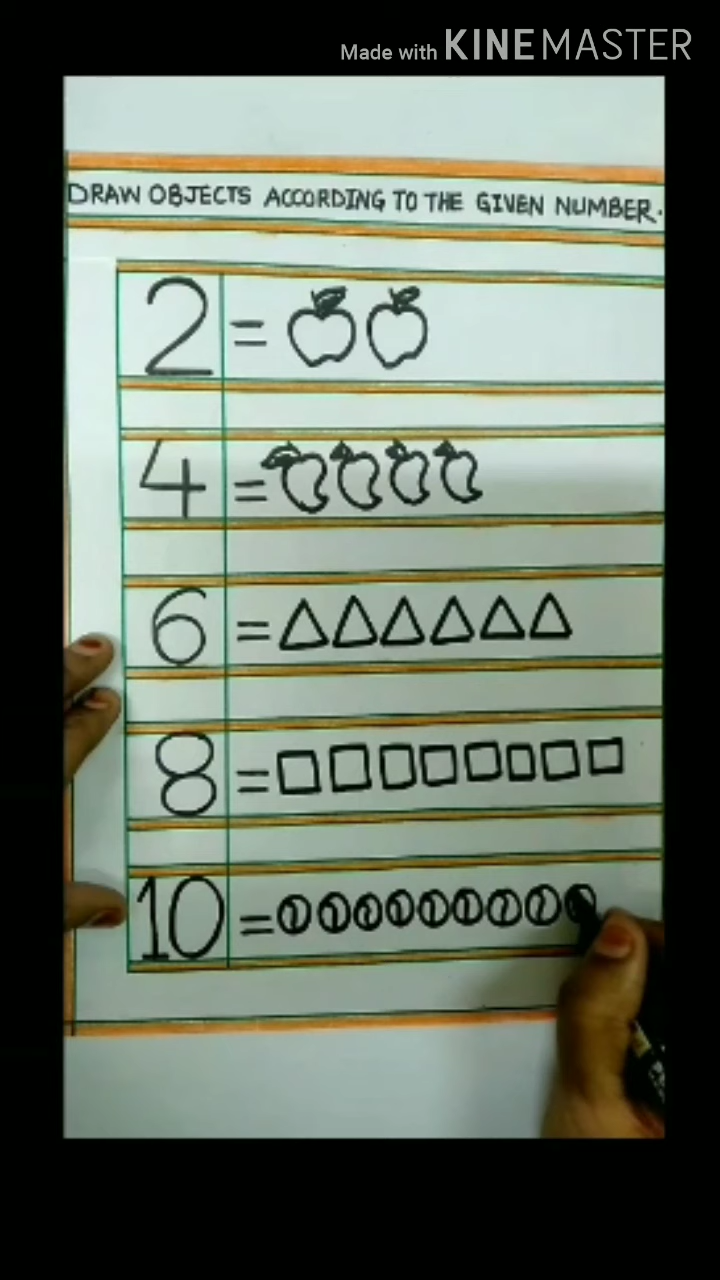 Made with KINEMASTER
DRAW OBJECTS ACCORDING TO THE GIVEN NUMBER.
2 =
4 =
6 =
8 =
10 =